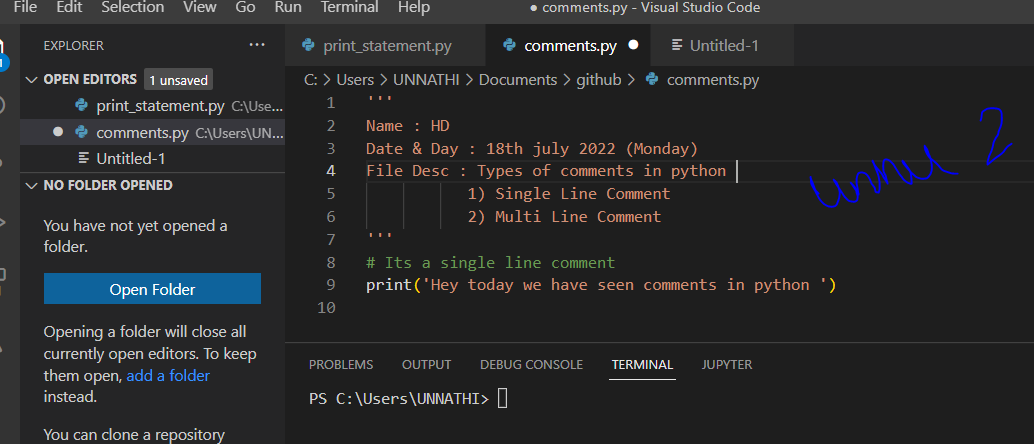 File Edit Selection View Go Run Terminal Help ● comments.py - Visual Studio Code
EXPLORER ···
OPEN EDITORS 1 unsaved
print_statement.py C:\Use...
● comments.py C:\Users\UN...
Untitled-1
NO FOLDER OPENED
You have not yet opened a
folder.
Open Folder
Opening a folder will close all
currently open editors. To keep
them open, add a folder
instead.
You can clone a repository
print_statement.py comments.py ● Untitled-1
C: > Users > UNNATHI > Documents > github > comments.py
1 '''
2 Name : HD
3 Date & Day : 18th july 2022 (Monday)
4 File Desc : Types of comments in python
5 1) Single Line Comment
6 2) Multi Line Comment
7 '''
8 # Its a single line comment
9 print('Hey today we have seen comments in python ')
10
2
PROBLEMS OUTPUT DEBUG CONSOLE TERMINAL JUPYTER
PS C:\Users\UNNATHI>